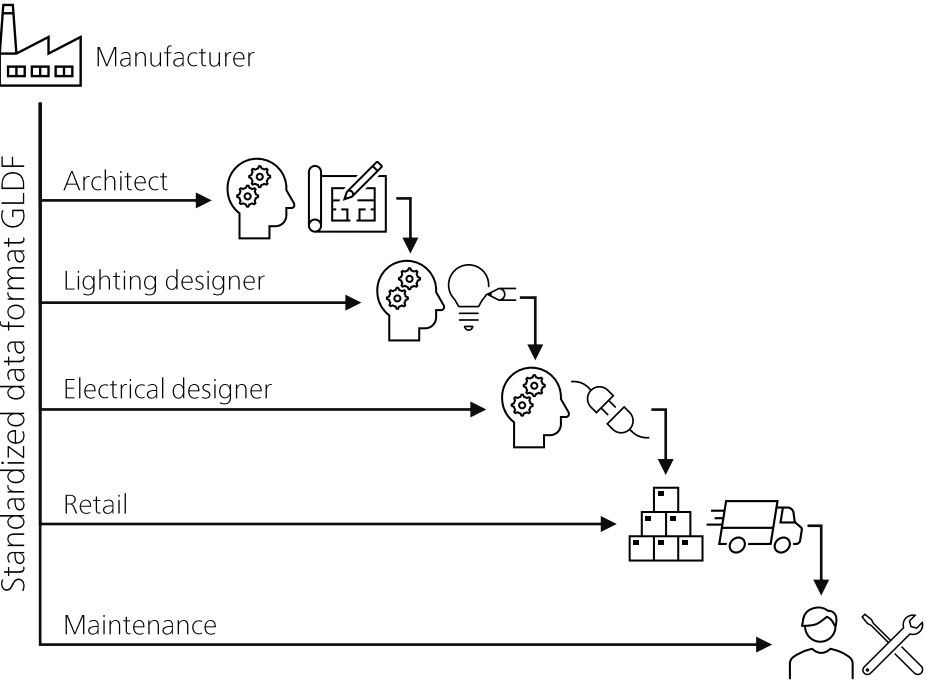 Manufacturer
Standardized data format GLDF
Architect
Lighting designer
Electrical designer
Retail
Maintenance